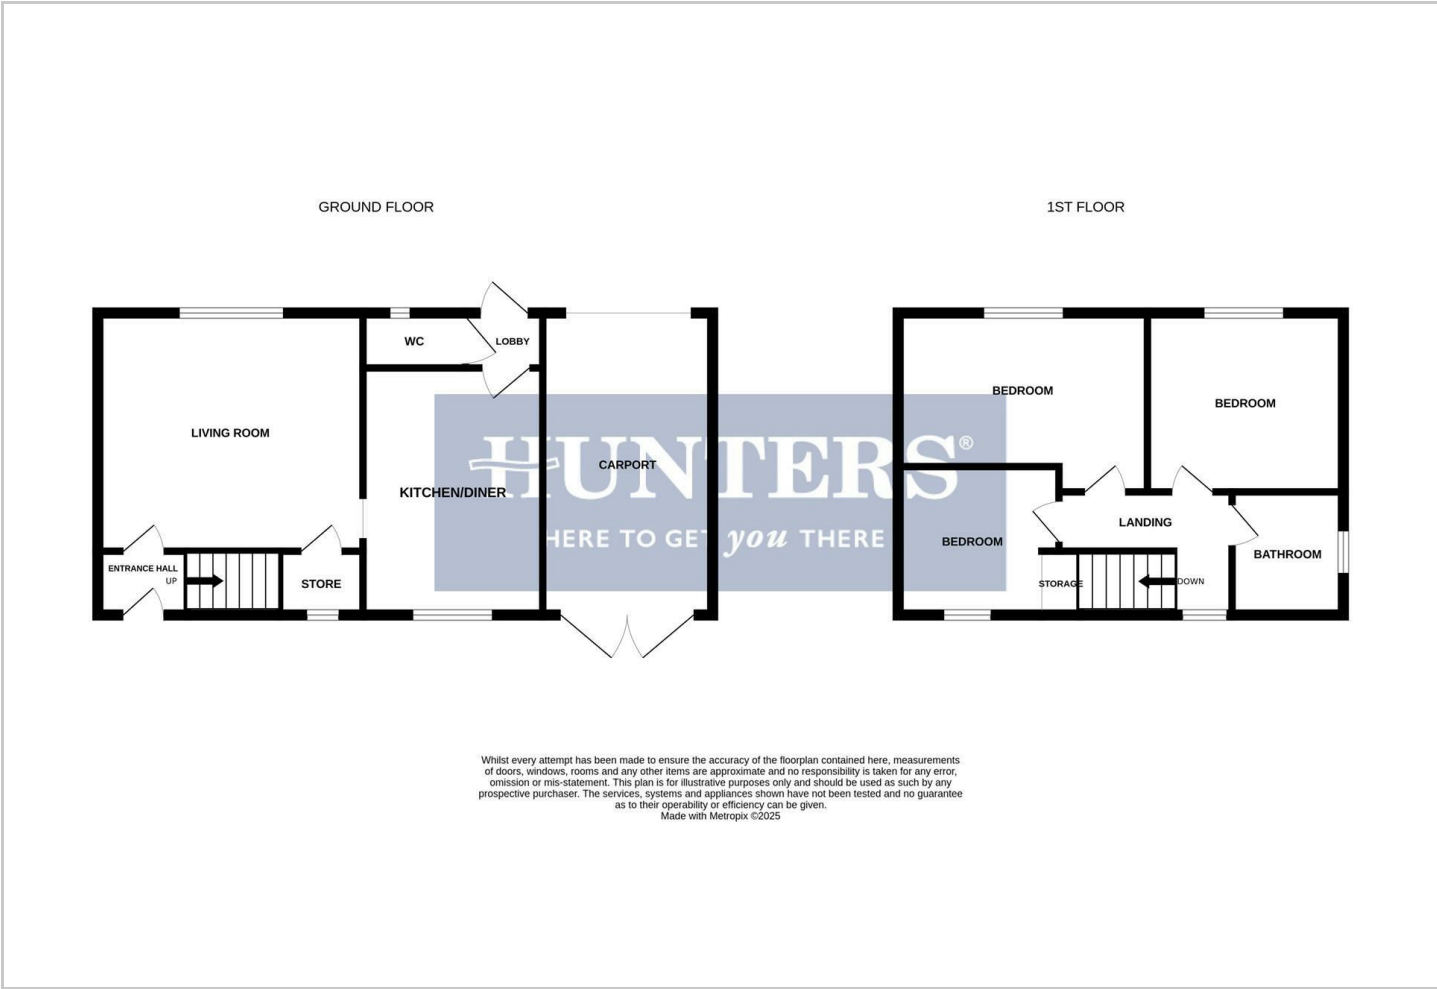 GROUND FLOOR
1ST FLOOR
WC
LOBBY
LIVING ROOM
KITCHEN/DINER
CARPORT
ENTRANCE HALL
UP
STORE
BEDROOM
BEDROOM
BEDROOM
LANDING
BATHROOM
STORAGE
DOWN
HUNTERS®
HERE TO GET you THERE
Whilst every attempt has been made to ensure the accuracy of the floorplan contained here, measurements
of doors, windows, rooms and any other items are approximate and no responsibility is taken for any error,
omission or mis-statement. This plan is for illustrative purposes only and should be used as such by any
prospective purchaser. The services, systems and appliances shown have not been tested and no guarantee
as to their operability or efficiency can be given.
Made with Metropix ©2025